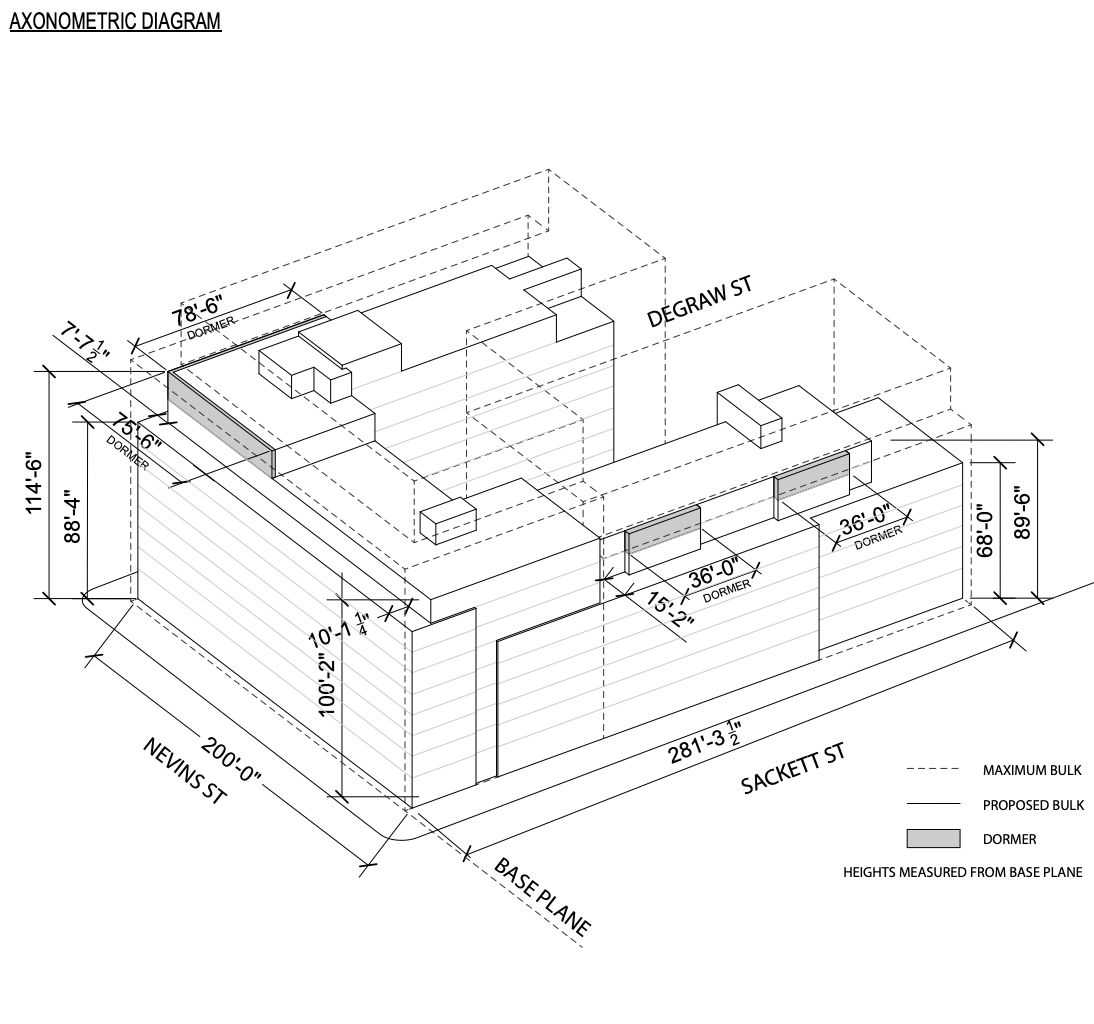 AXONOMETRIC DIAGRAM
DEGRAW ST
78'-6"
DORMER
7'-7 1/2"
75'-6"
DORMER
114'-6"
88'-4"
36'-0"
DORMER
68'-0"
89'-6"
36'-0"
DORMER
15'-2"
10'-1 1/4"
100'-2"
281'-3 1/2"
200'-0"
NEVINS ST
SACKETT ST
BASE PLANE
MAXIMUM BULK
PROPOSED BULK
DORMER
HEIGHTS MEASURED FROM BASE PLANE